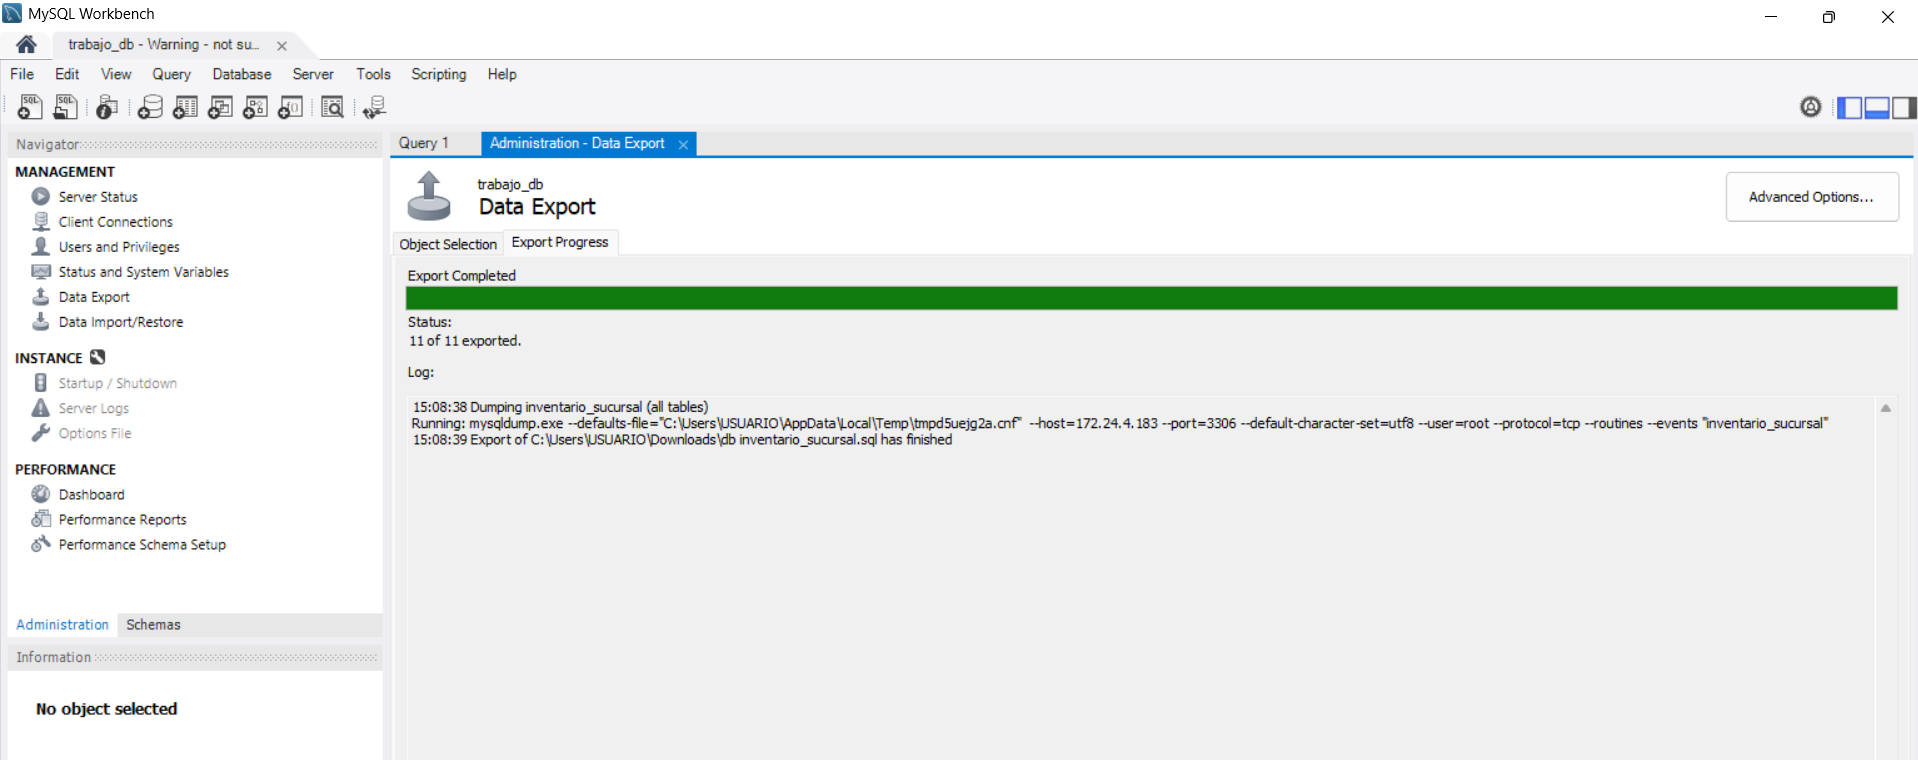 MySQL Workbench
trabajo_db - Warning - not su...
File Edit View Query Database Server Tools Scripting Help
Navigator
MANAGEMENT
Server Status
Client Connections
Users and Privileges
Status and System Variables
Data Export
Data Import/Restore
INSTANCE
Startup / Shutdown
Server Logs
Options File
PERFORMANCE
Dashboard
Performance Reports
Performance Schema Setup
Administration Schemas
Information
No object selected
Query 1 Administration - Data Export
trabajo_db
Data Export
Advanced Options...
Object Selection Export Progress
Export Completed
Status:
11 of 11 exported.
Log:
15:08:38 Dumping inventario_sucursal (all tables)
Running: mysqldump.exe --defaults-file="C:\Users\USUARIO\AppData\Local\Temp\tmpd5uejg2a.cnf" --host=172.24.4.183 --port=3306 --default-character-set=utf8 --user=root --protocol=tcp --routines --events "inventario_sucursal"
15:08:39 Export of C:\Users\USUARIO\Downloads\db inventario_sucursal.sql has finished